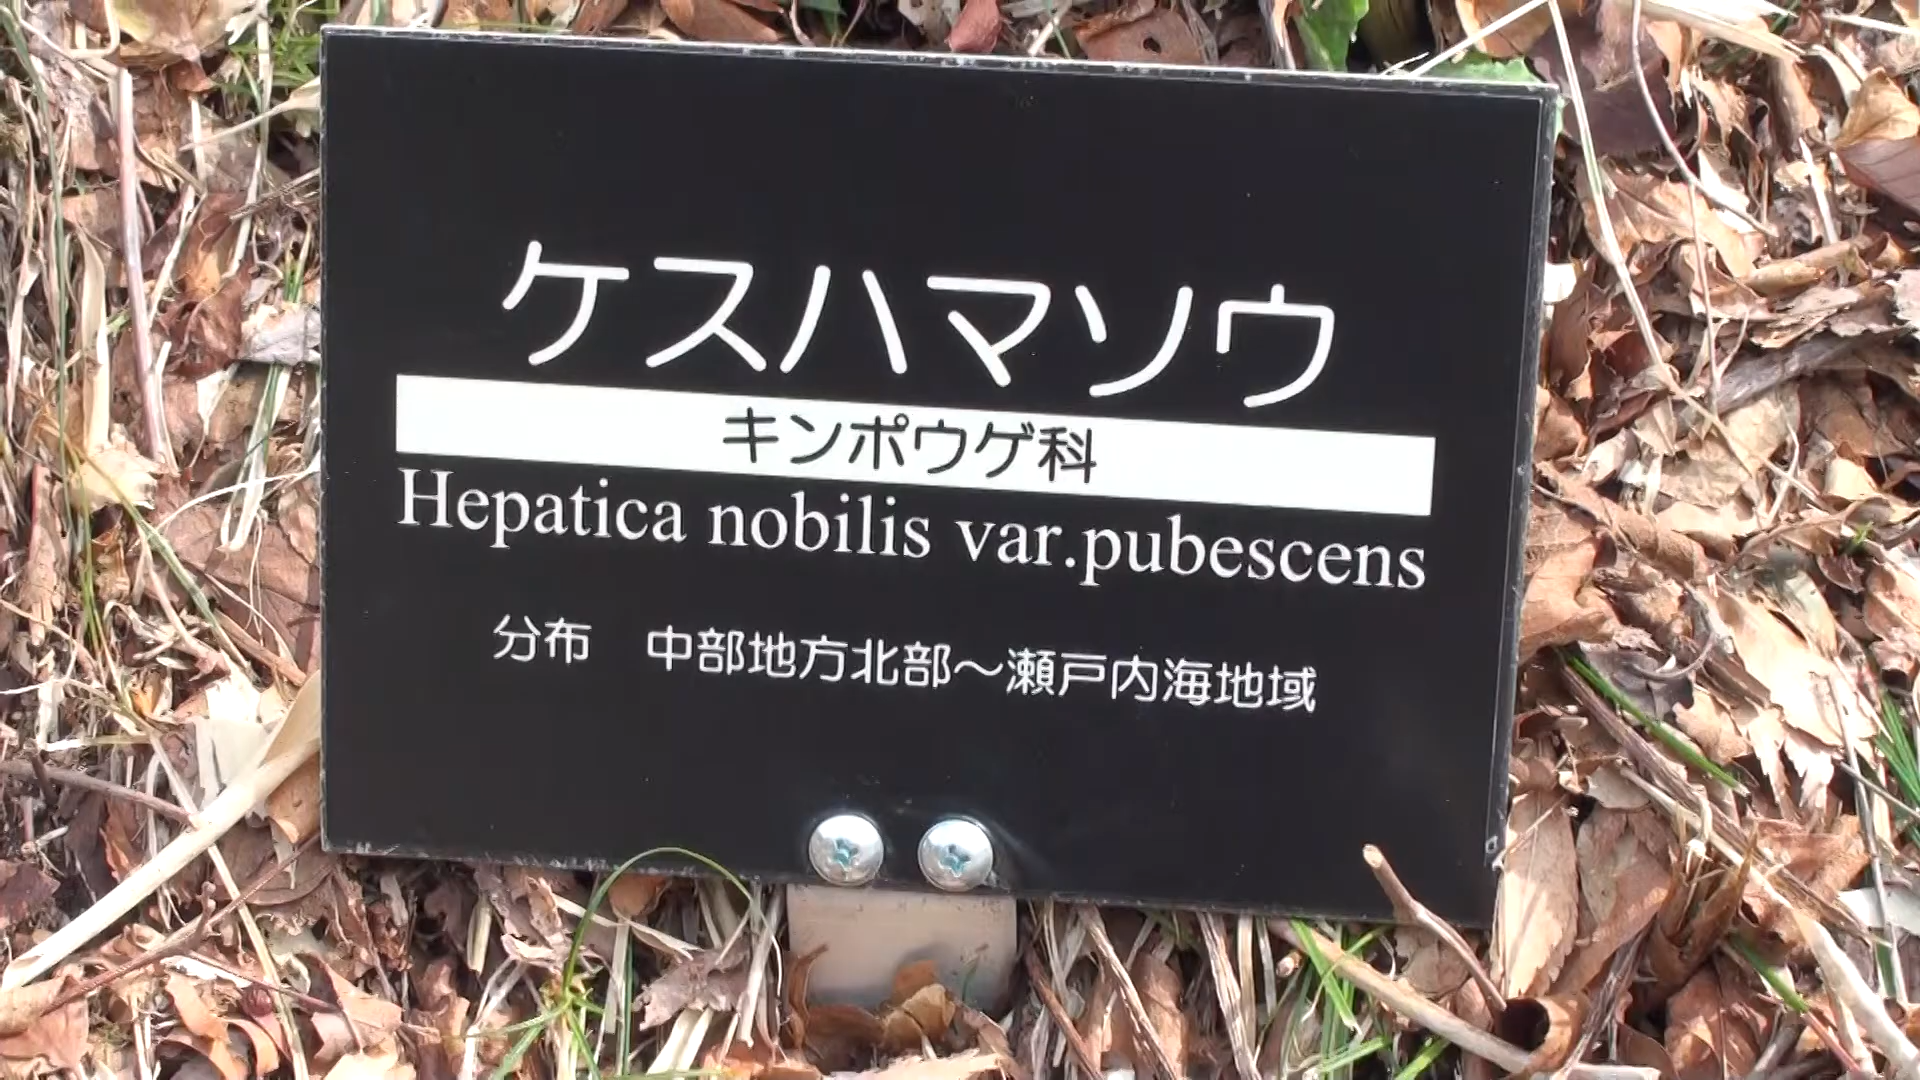 ケスハマソウ
キンポウゲ科
Hepatica nobilis var.pubescens
分布　中部地方北部～瀬戸内海地域